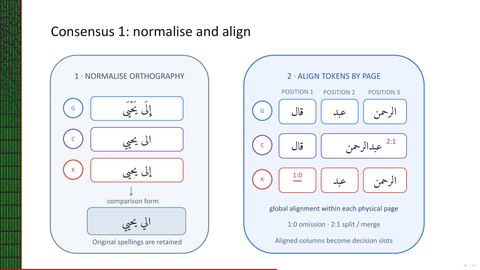 Consensus 1: normalise and align
1 · NORMALISE ORTHOGRAPHY
G
إِلَى يَحْيَى
C
الى يحيى
K
إلى يحيى
↓
comparison form
الي يحيي
Original spellings are retained
2 · ALIGN TOKENS BY PAGE
POSITION 1 POSITION 2 POSITION 3
G
قال عبد الرحمن
C
قال عبدالرحمن 2:1
K
1:0 — عبد الرحمن
global alignment within each physical page
1:0 omission · 2:1 split / merge
Aligned columns become decision slots